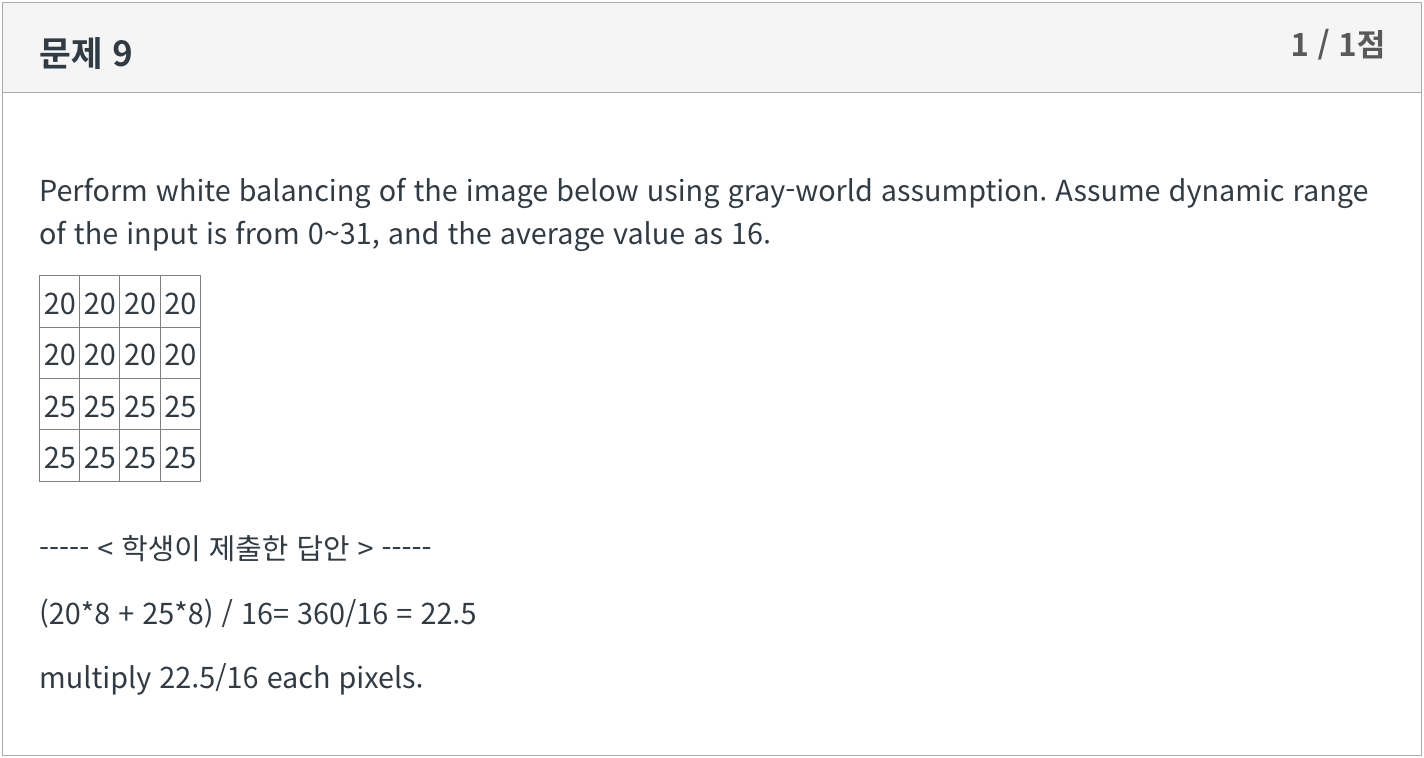 문제 9
1 / 1점
Perform white balancing of the image below using gray-world assumption. Assume dynamic range
of the input is from 0~31, and the average value as 16.
20 20 20 20
20 20 20 20
25 25 25 25
25 25 25 25
----- < 학생이 제출한 답안 > -----
(20*8 + 25*8) / 16= 360/16 = 22.5
multiply 22.5/16 each pixels.